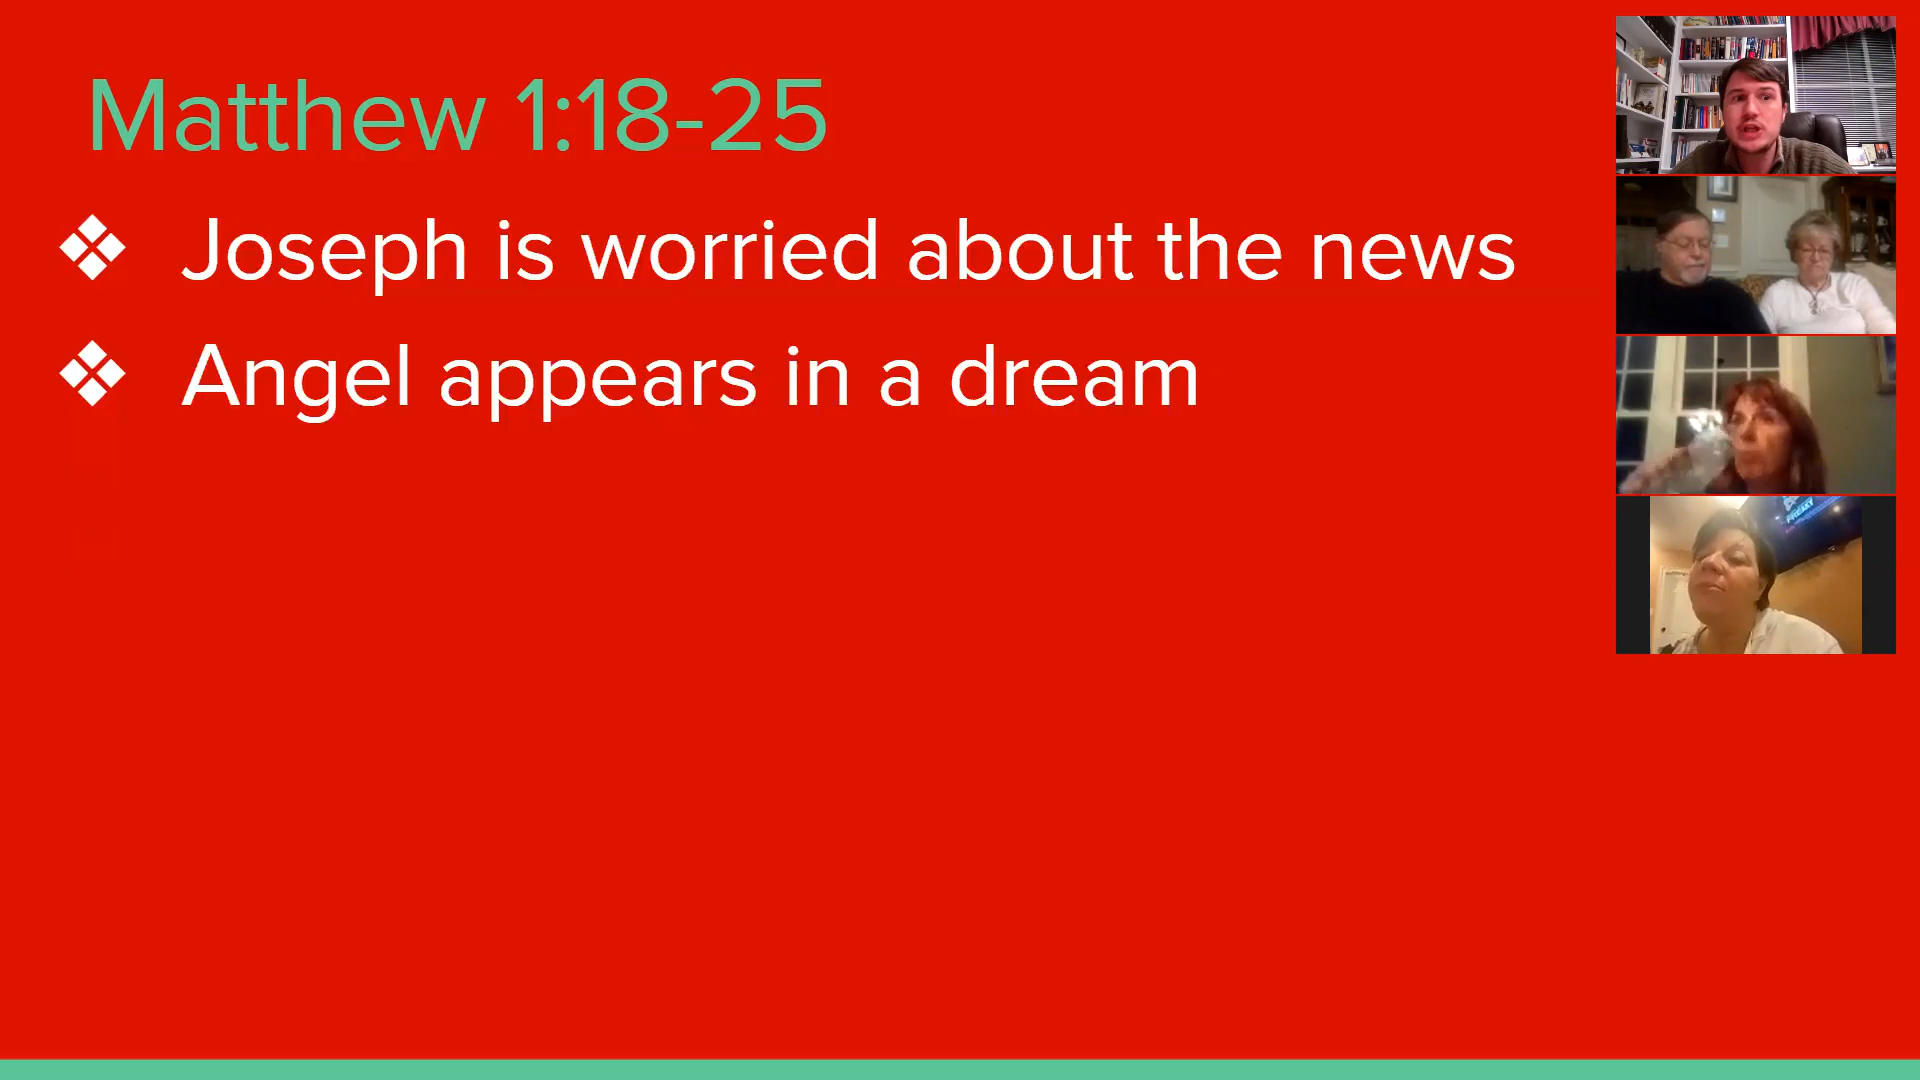 Matthew 1:18-25
❖ Joseph is worried about the news
❖ Angel appears in a dream